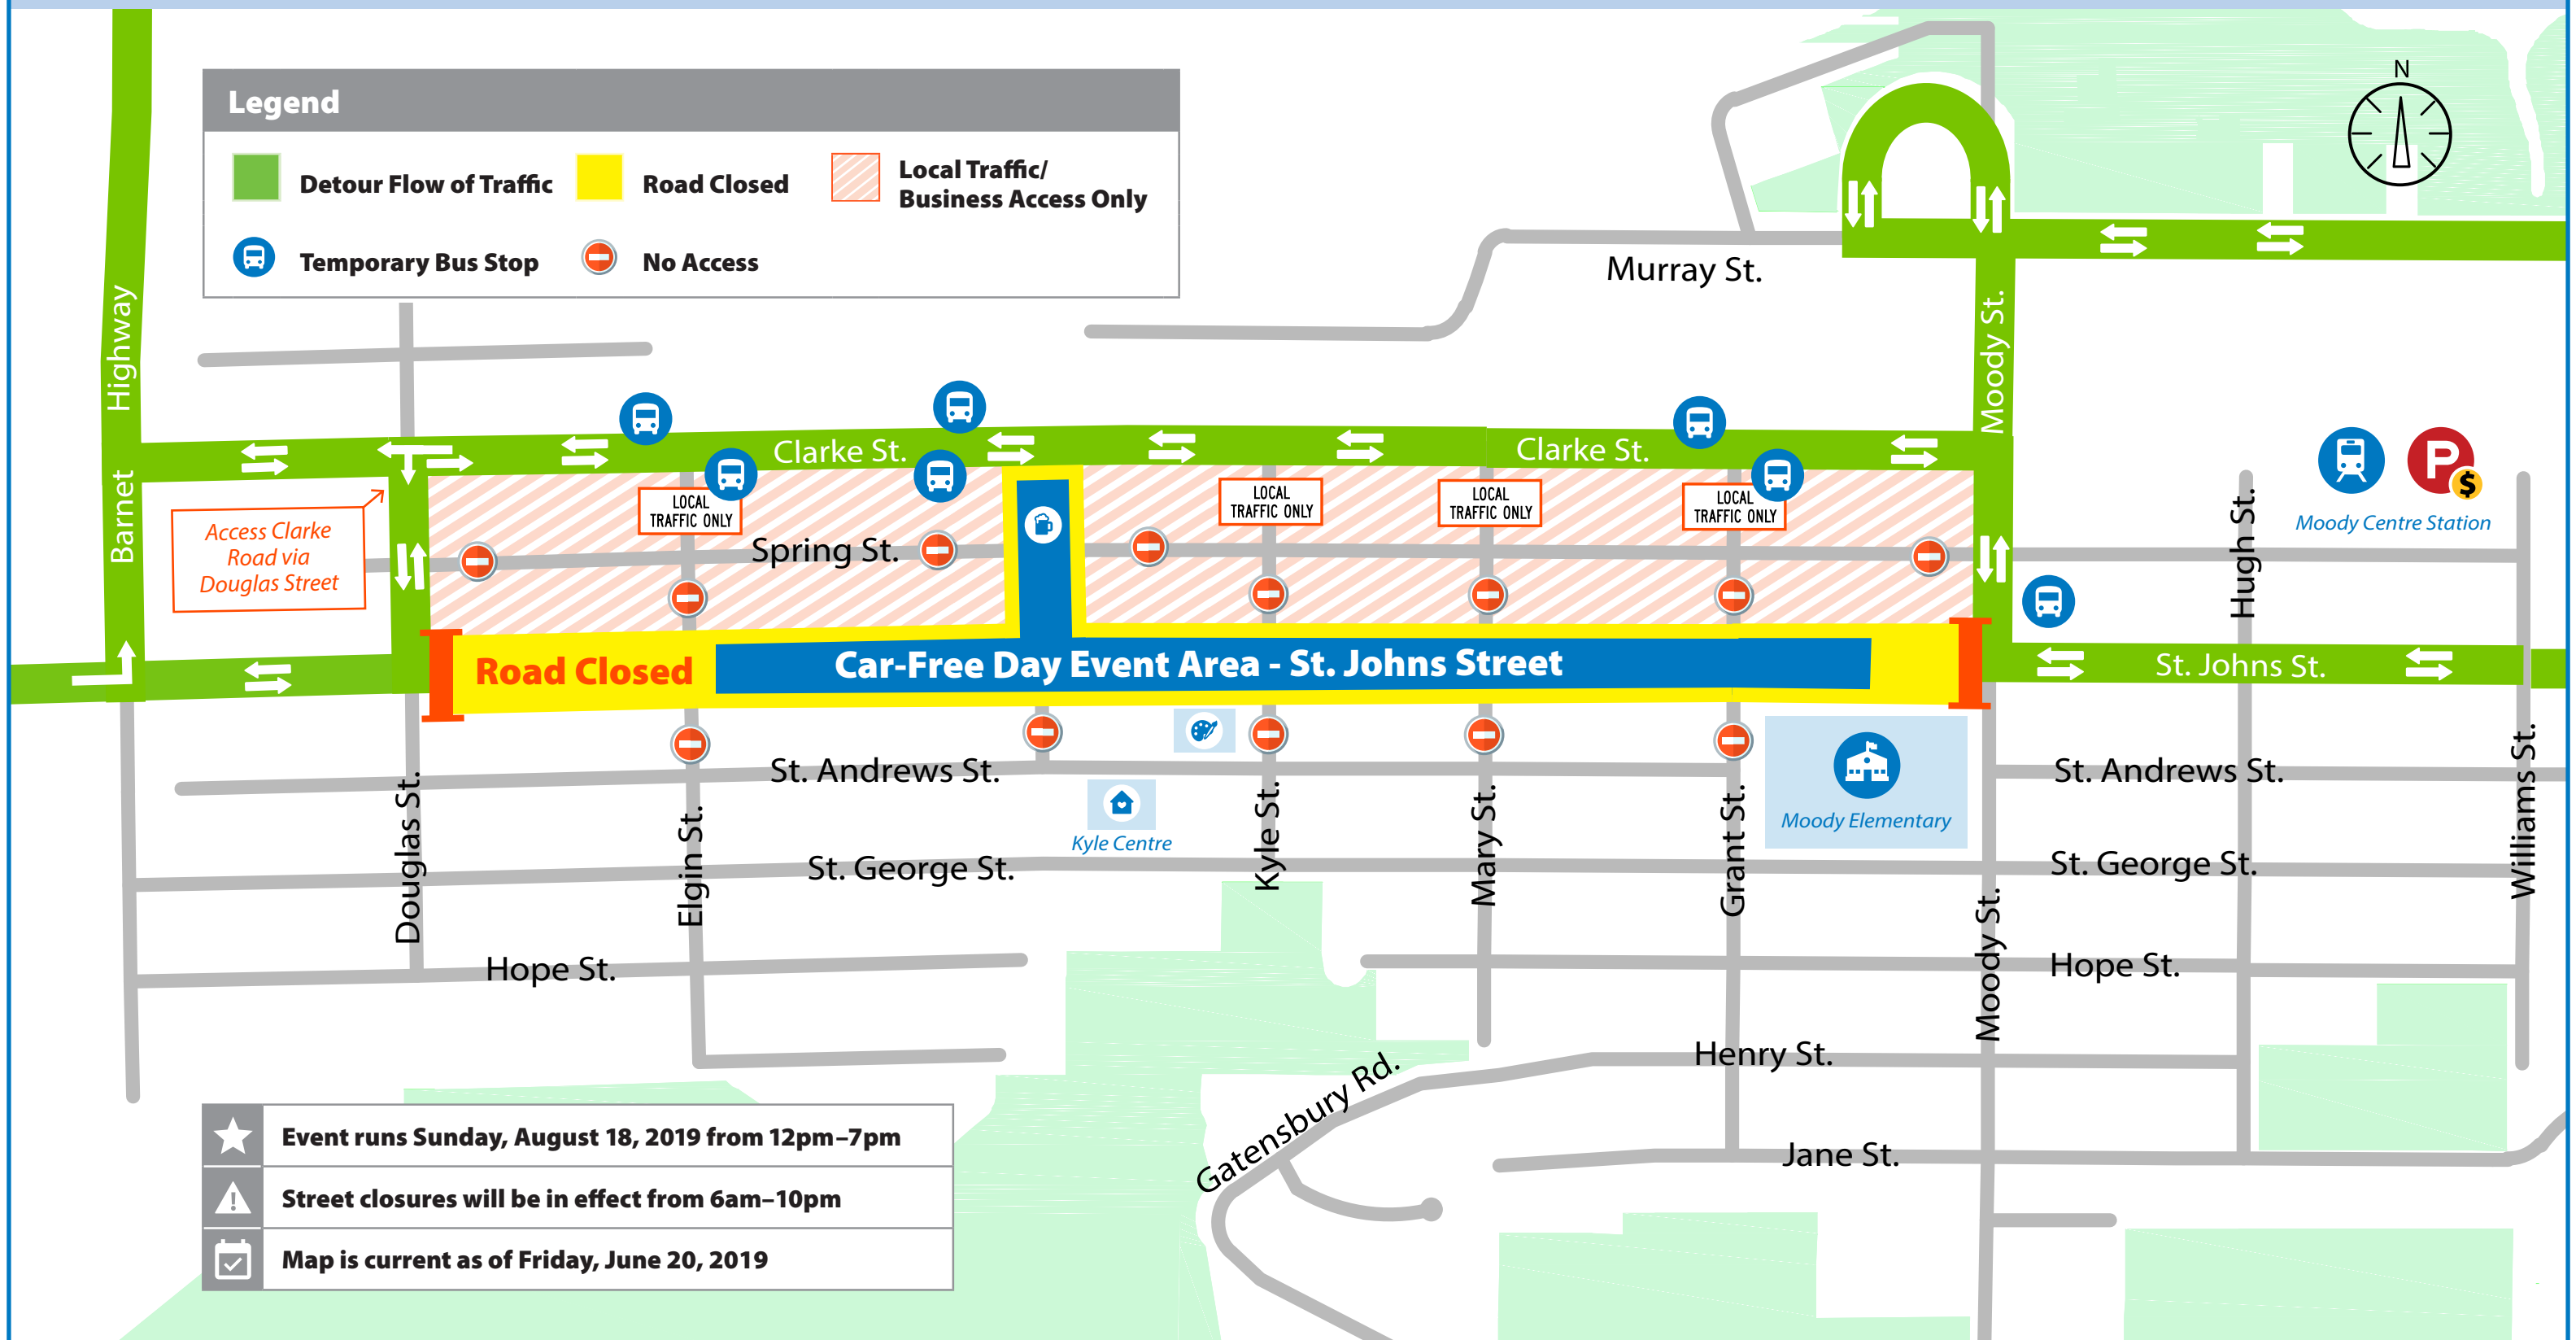 N
Legend
Detour Flow of Traffic
Road Closed
Local Traffic/
Business Access Only
Temporary Bus Stop
No Access
Murray St.
Barnet Highway
Moody St.
Clarke St.
Clarke St.
P
$
Moody Centre Station
LOCAL
TRAFFIC ONLY
LOCAL
TRAFFIC ONLY
LOCAL
TRAFFIC ONLY
LOCAL
TRAFFIC ONLY
Access Clarke
Road via
Douglas Street
Spring St.
Hugh St.
Road Closed
Car-Free Day Event Area - St. Johns Street
St. Johns St.
St. Andrews St.
St. Andrews St.
Kyle Centre
Moody Elementary
Douglas St.
Elgin St.
Kyle St.
Mary St.
Grant St.
Williams St.
St. George St.
St. George St.
Moody St.
Hope St.
Hope St.
Henry St.
Gatensbury Rd.
Jane St.
Event runs Sunday, August 18, 2019 from 12pm–7pm
Street closures will be in effect from 6am–10pm
Map is current as of Friday, June 20, 2019